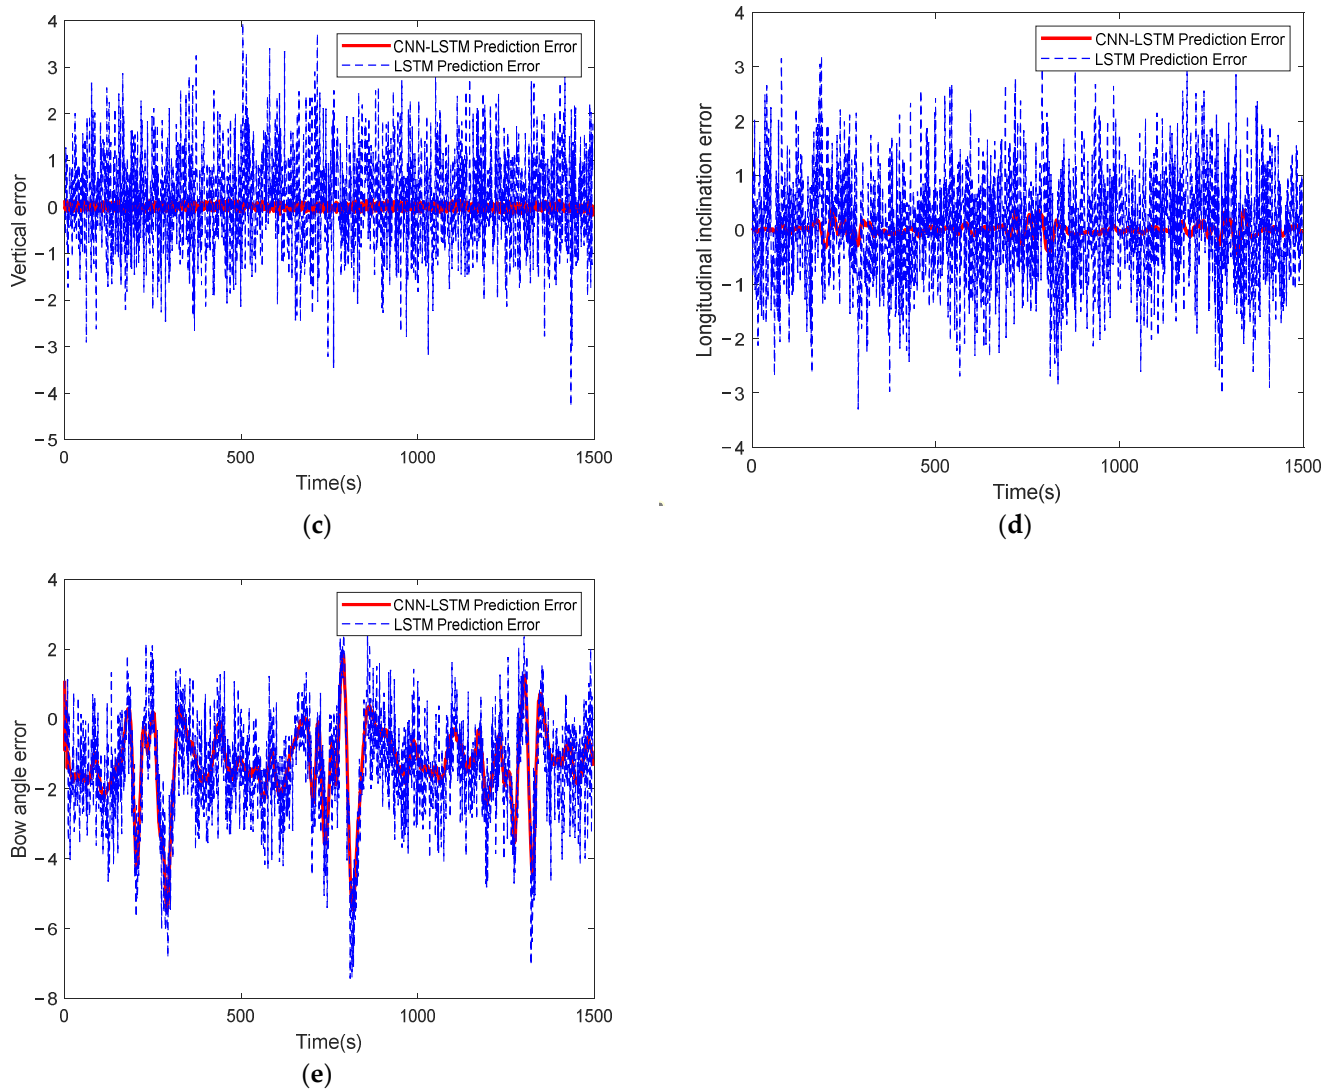 4
3
2
1
0
−1
−2
−3
−4
−5
Vertical error
CNN-LSTM Prediction Error
LSTM Prediction Error
0 500 1000 1500
Time(s)
(c)
4
3
2
1
0
−1
−2
−3
−4
Longitudinal inclination error
CNN-LSTM Prediction Error
LSTM Prediction Error
0 500 1000 1500
Time(s)
(d)
4
2
0
−2
−4
−6
−8
Bow angle error
CNN-LSTM Prediction Error
LSTM Prediction Error
0 500 1000 1500
Time(s)
(e)